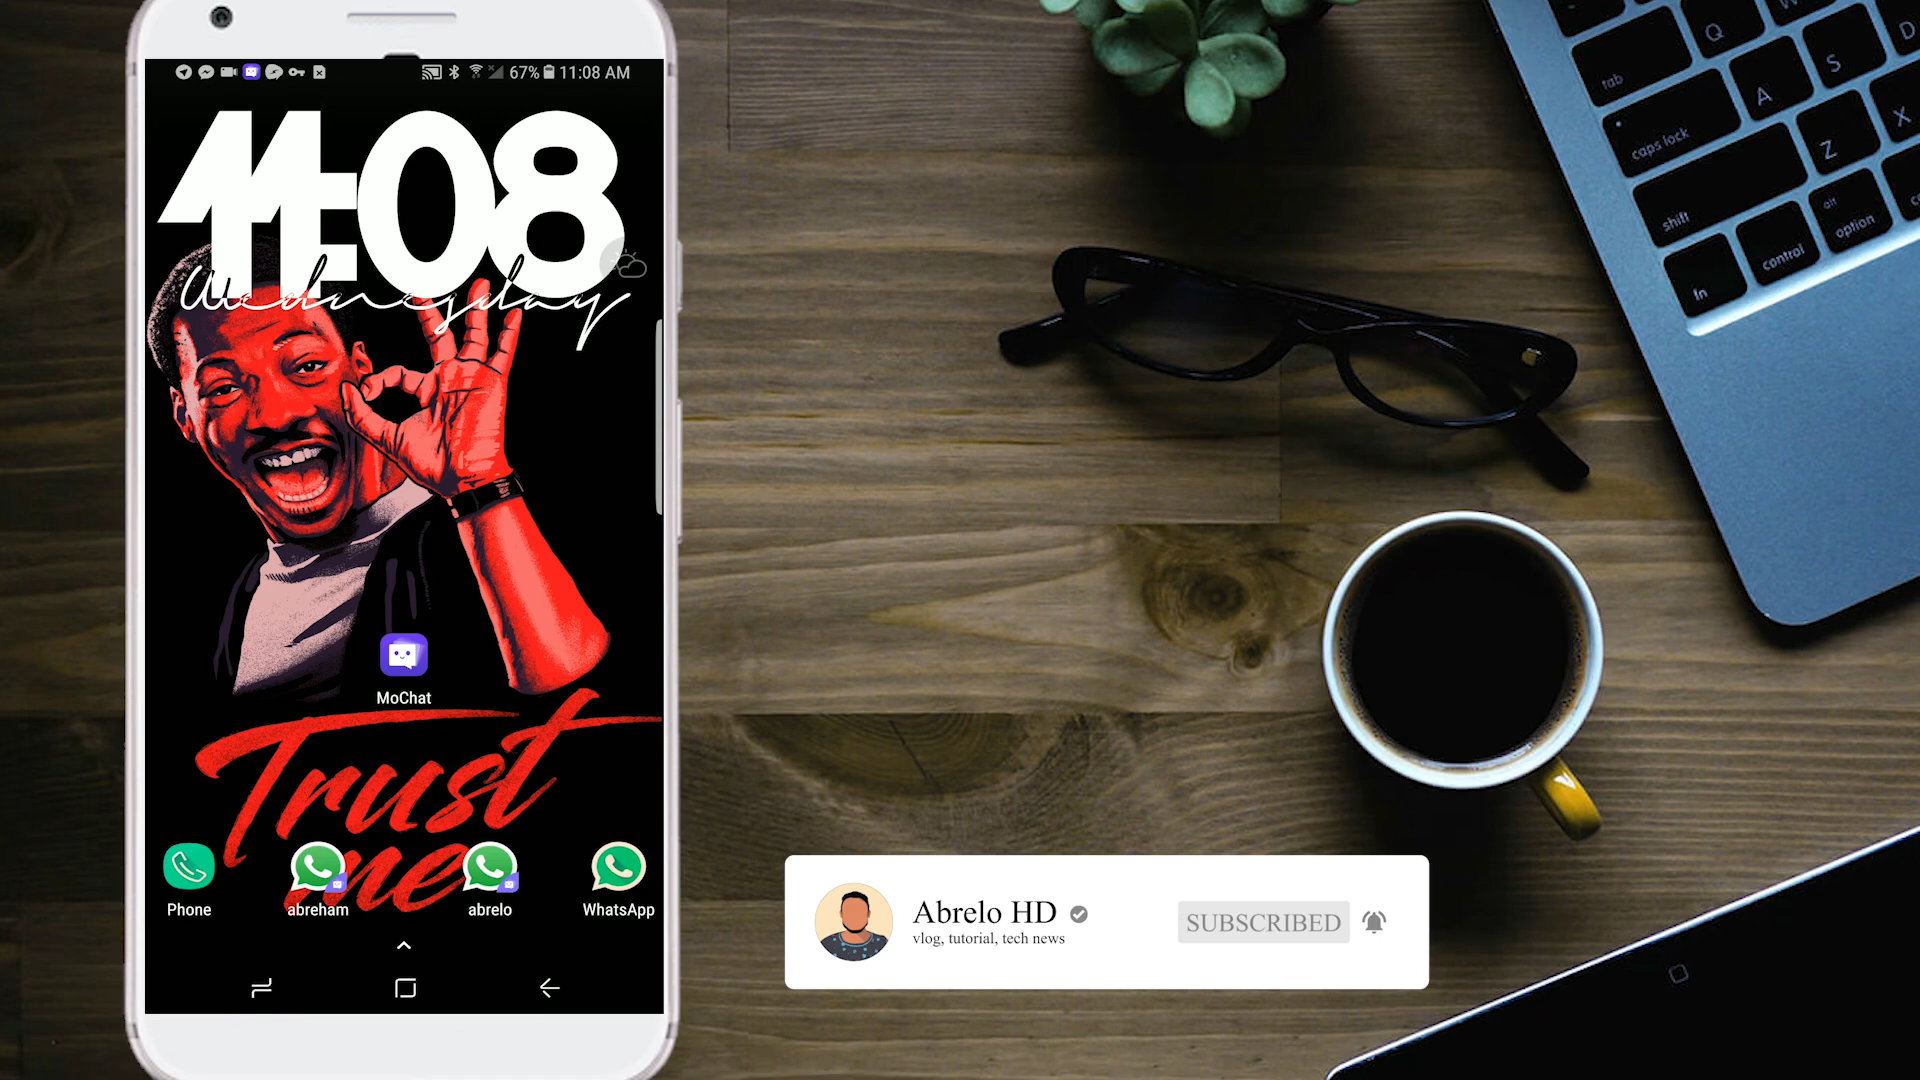 67% 11:08 AM
11:08
Wednesday
MoChat
Trust
me
Phone
abreham
abrelo
WhatsApp
Abrelo HD
vlog, tutorial, tech news
SUBSCRIBED
tab
Q
W
caps lock
A
S
D
shift
Z
X
fn
control
alt
option